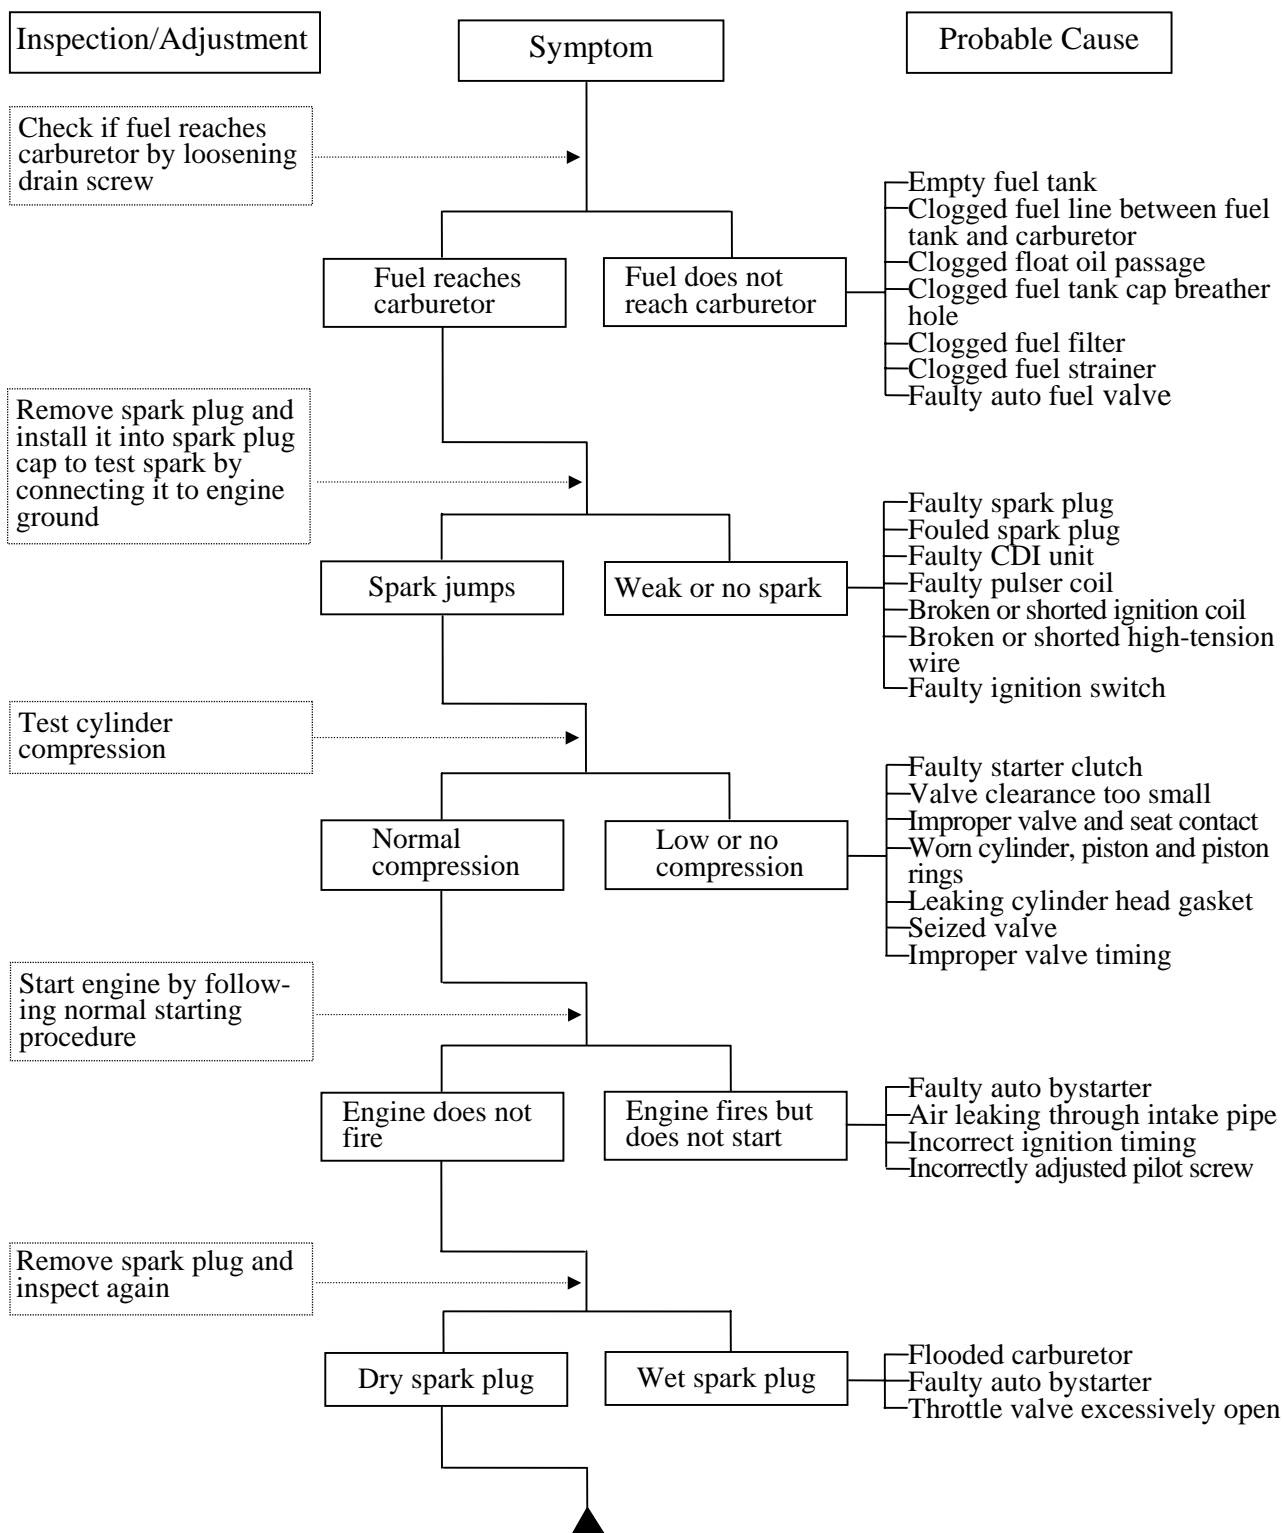 Inspection/Adjustment
Symptom
Probable Cause
Check if fuel reaches
carburetor by loosening
drain screw
Fuel reaches
carburetor
Fuel does not
reach carburetor
Empty fuel tank
Clogged fuel line between fuel
tank and carburetor
Clogged float oil passage
Clogged fuel tank cap breather
hole
Clogged fuel filter
Clogged fuel strainer
Faulty auto fuel valve
Remove spark plug and
install it into spark plug
cap to test spark by
connecting it to engine
ground
Spark jumps
Weak or no spark
Faulty spark plug
Fouled spark plug
Faulty CDI unit
Faulty pulser coil
Broken or shorted ignition coil
Broken or shorted high-tension
wire
Faulty ignition switch
Test cylinder
compression
Normal
compression
Low or no
compression
Faulty starter clutch
Valve clearance too small
Improper valve and seat contact
Worn cylinder, piston and piston
rings
Leaking cylinder head gasket
Seized valve
Improper valve timing
Start engine by follow-
ing normal starting
procedure
Engine does not
fire
Engine fires but
does not start
Faulty auto bystarter
Air leaking through intake pipe
Incorrect ignition timing
Incorrectly adjusted pilot screw
Remove spark plug and
inspect again
Dry spark plug
Wet spark plug
Flooded carburetor
Faulty auto bystarter
Throttle valve excessively open